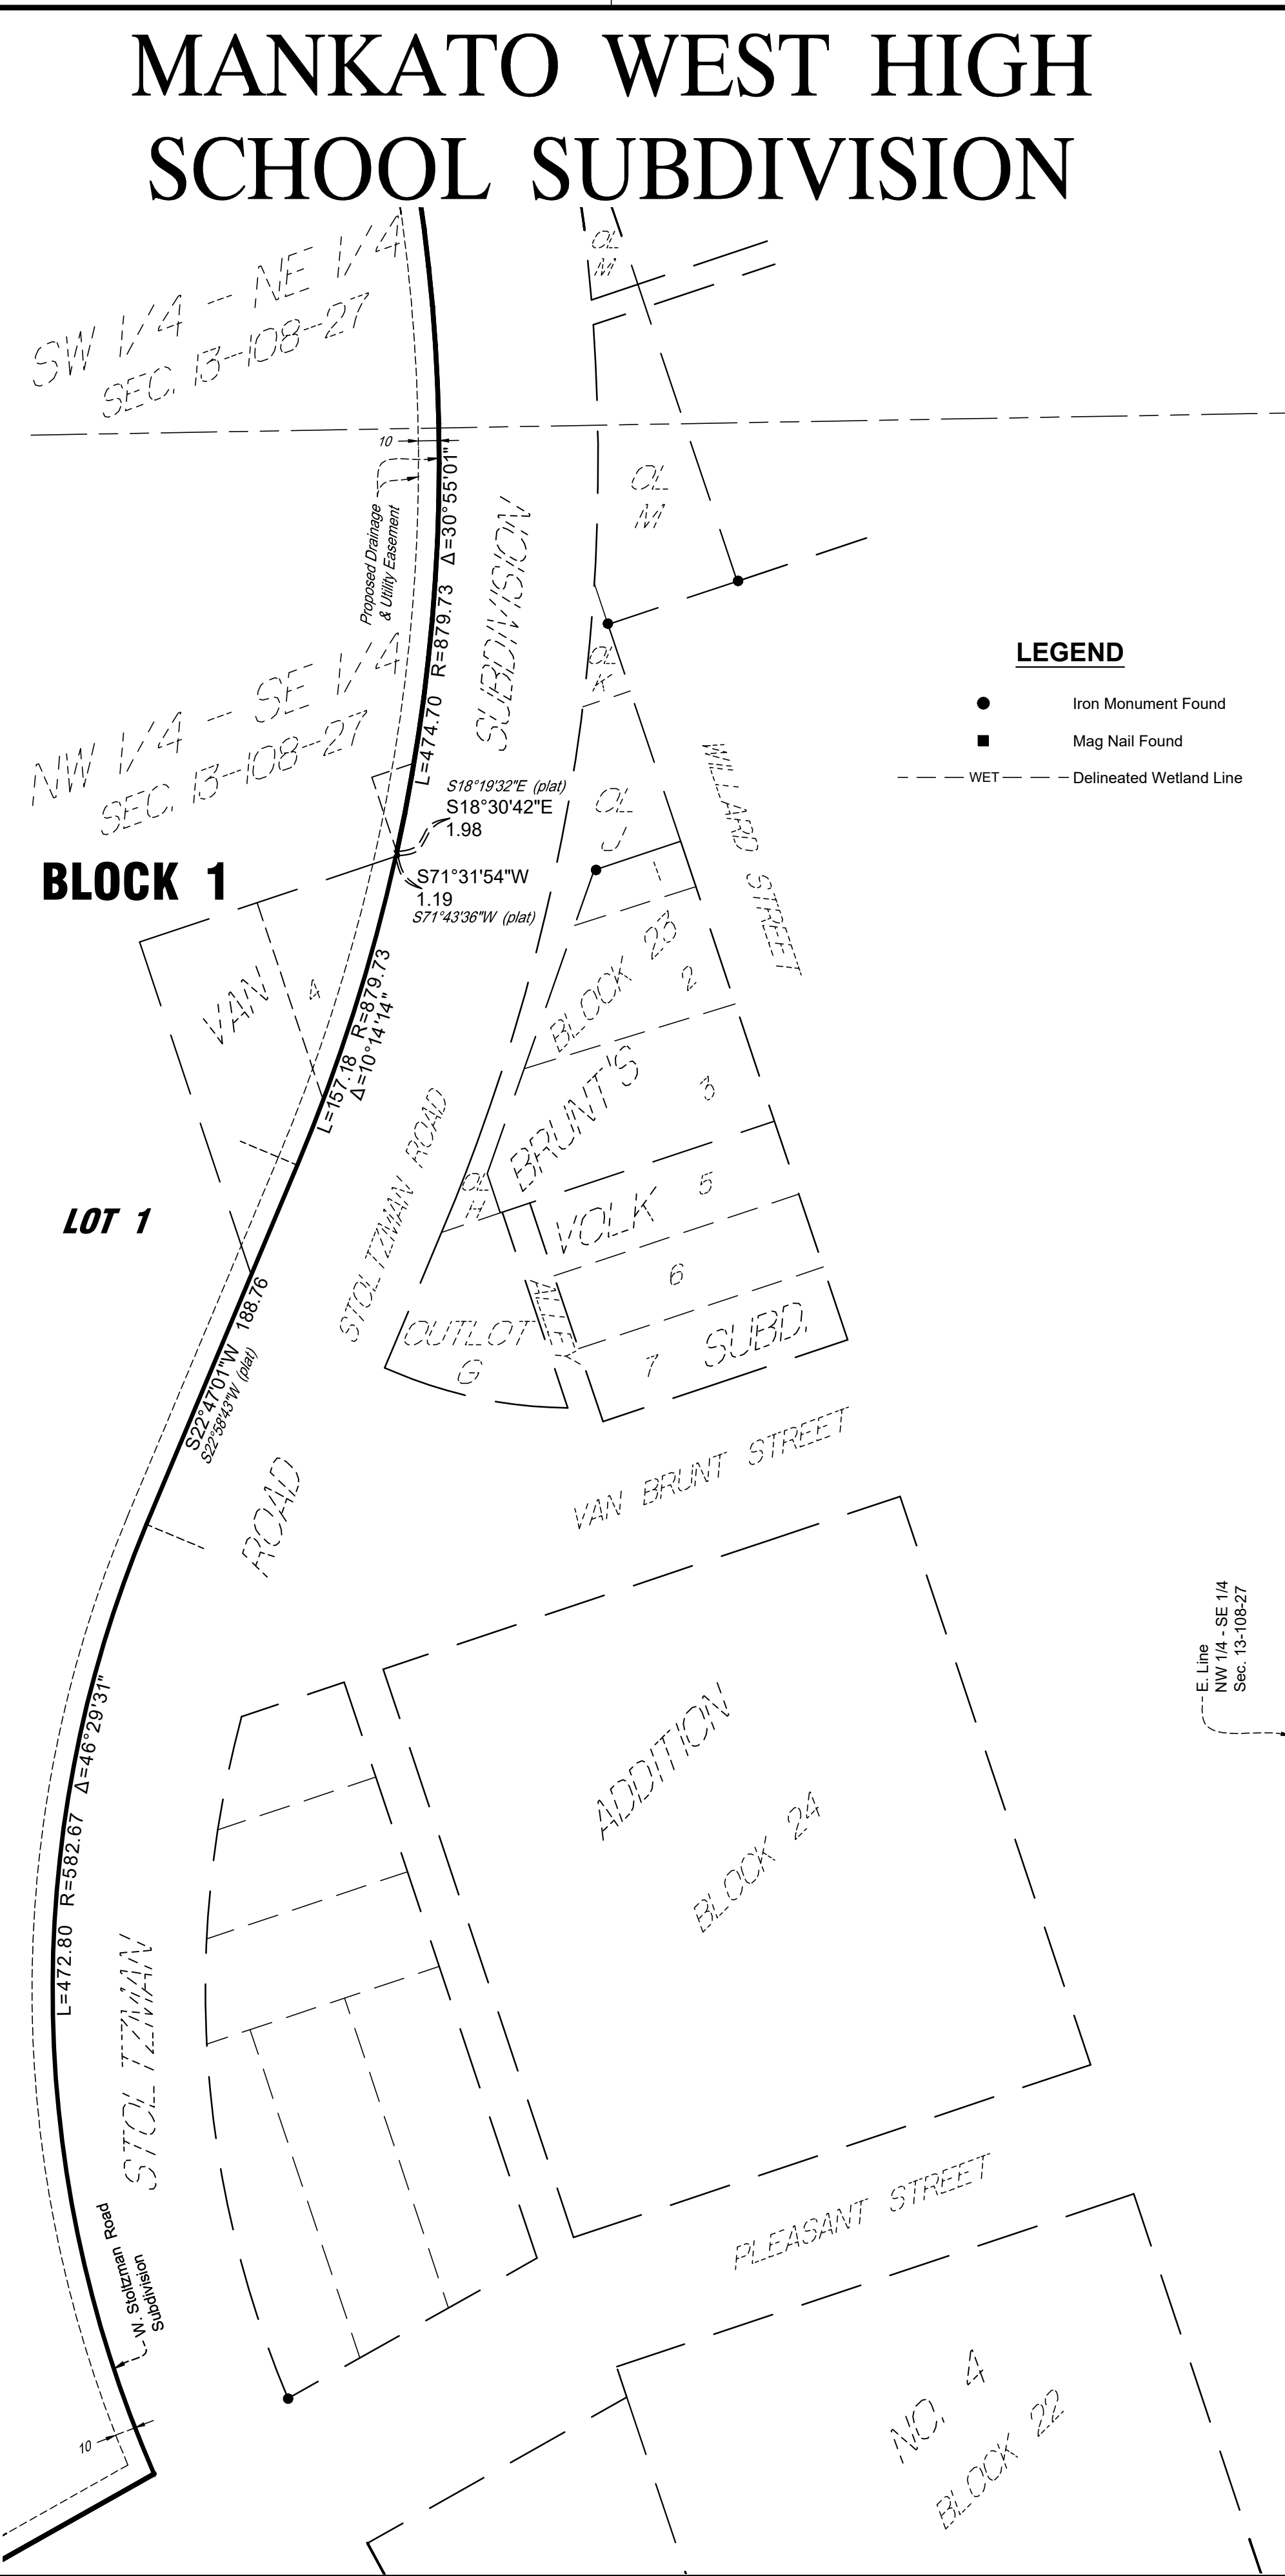 MANKATO WEST HIGH
SCHOOL SUBDIVISION
OL
M
SW 1/4 - NE 1/4
SEC. 13-108-27
10
Δ=30°55'01"
R=879.73
L=474.70
Proposed Drainage
& Utility Easement
SUBDIVISION
OL
M
NW 1/4 - SE 1/4
SEC. 13-108-27
OL
K
LEGEND
Iron Monument Found
Mag Nail Found
WET
Delineated Wetland Line
WILLARD STREET
S18°19'32"E (plat)
S18°30'42"E
1.98
OL
J
1
BLOCK 1
S71°31'54"W
1.19
S71°43'36"W (plat)
BLOCK 23
2
VAN
4
L=157.18 R=879.73
Δ=10°14'14"
BRUNT'S
3
STOLTZMAN ROAD
OL
H
VOLK
5
LOT 1
6
S22°47'01"W 188.76
S22°58'43"W (plat)
OUTLOT
G
ALLEY
7
SUBD.
VAN BRUNT STREET
ROAD
E. Line
NW 1/4 - SE 1/4
Sec. 13-108-27
ADDITION
BLOCK 24
L=472.80 R=582.67 Δ=46°29'31"
STOLTZMAN
PLEASANT STREET
W. Stoltzman Road
Subdivision
NO. 4
BLOCK 22
10